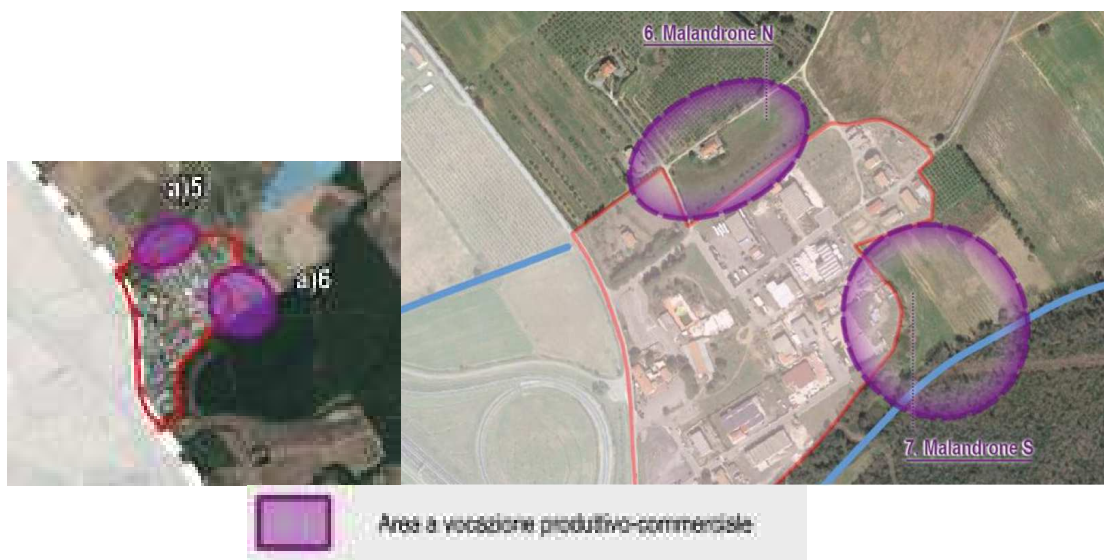 6. Malandrone N
a)5
a)6
7. Malandrone S
Area a vocazione produttivo-commerciale